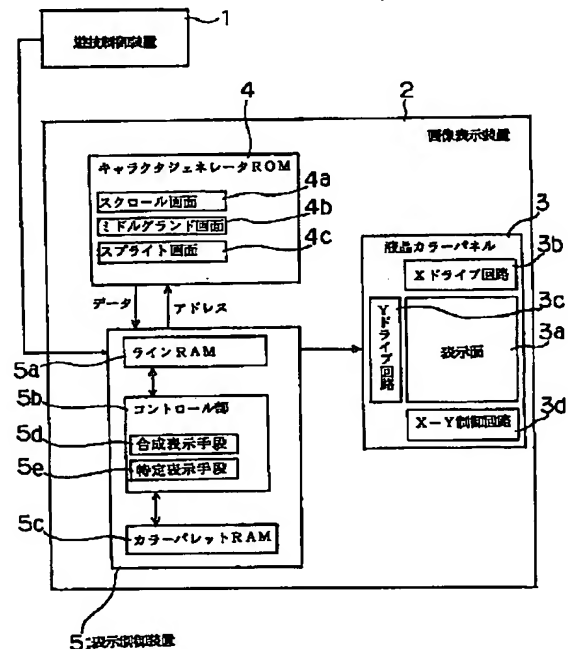 1
遊技制御装置
2
画像表示装置
4
キャラクタジェネレータROM
スクロール画面
4a
ミドルグランド画面
4b
スプライト画面
4c
データ
アドレス
3
液晶カラーパネル
Xドライブ回路
3b
Yドライブ回路
3c
表示面
3a
X−Y制御回路
3d
ラインRAM
5a
コントロール部
5b
合成表示手段
5d
特定表示手段
5e
カラーパレットRAM
5c
5:表示制御装置